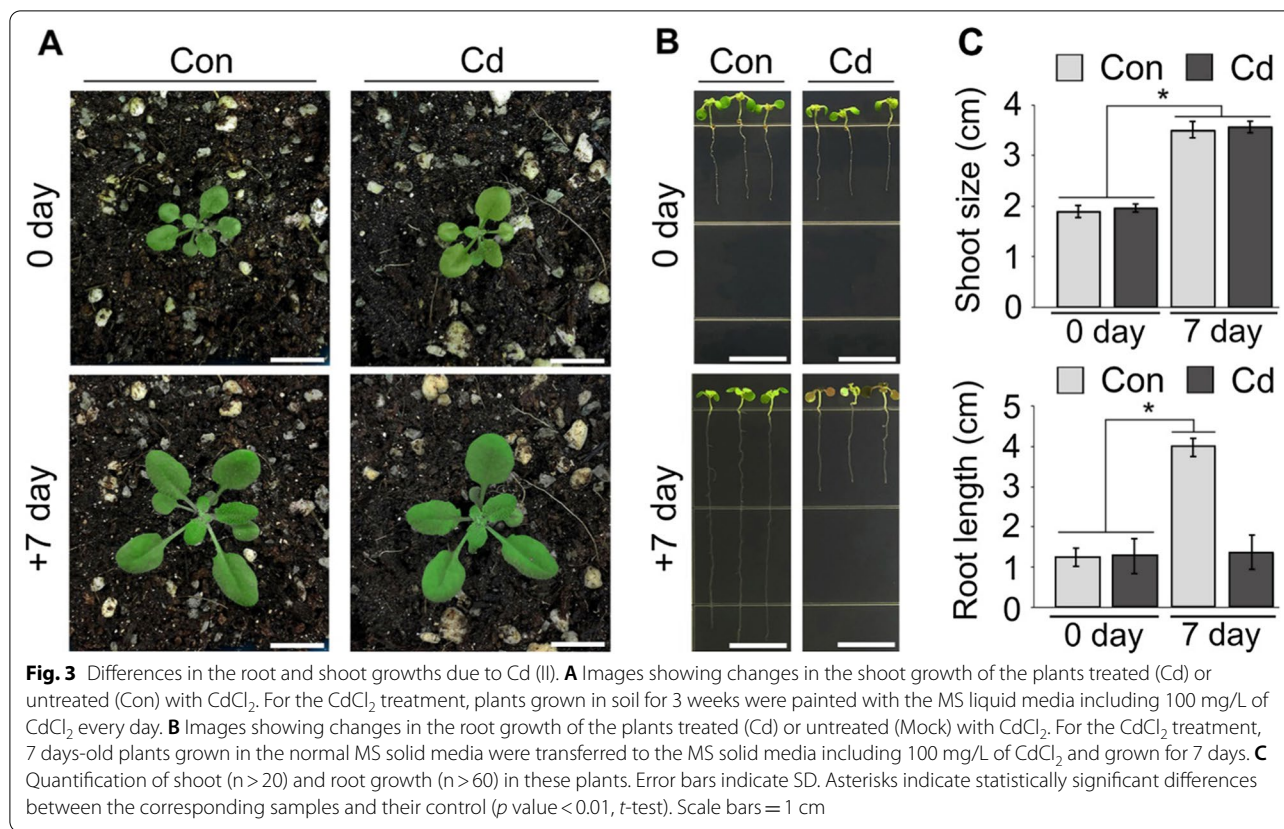 A
Con
Cd
0 day
+7 day
B
Con
Cd
0 day
+7 day
C
Con Cd
Shoot size (cm)
4
3
2
1
0
*
0 day
7 day
Con Cd
Root length (cm)
5
4
3
2
1
0
*
0 day
7 day
Fig. 3 Differences in the root and shoot growths due to Cd (II). A Images showing changes in the shoot growth of the plants treated (Cd) or
untreated (Con) with CdCl₂. For the CdCl₂ treatment, plants grown in soil for 3 weeks were painted with the MS liquid media including 100 mg/L of
CdCl₂ every day. B Images showing changes in the root growth of the plants treated (Cd) or untreated (Mock) with CdCl₂. For the CdCl₂ treatment,
7 days-old plants grown in the normal MS solid media were transferred to the MS solid media including 100 mg/L of CdCl₂ and grown for 7 days. C
Quantification of shoot (n > 20) and root growth (n > 60) in these plants. Error bars indicate SD. Asterisks indicate statistically significant differences
between the corresponding samples and their control (p value < 0.01, t-test). Scale bars = 1 cm